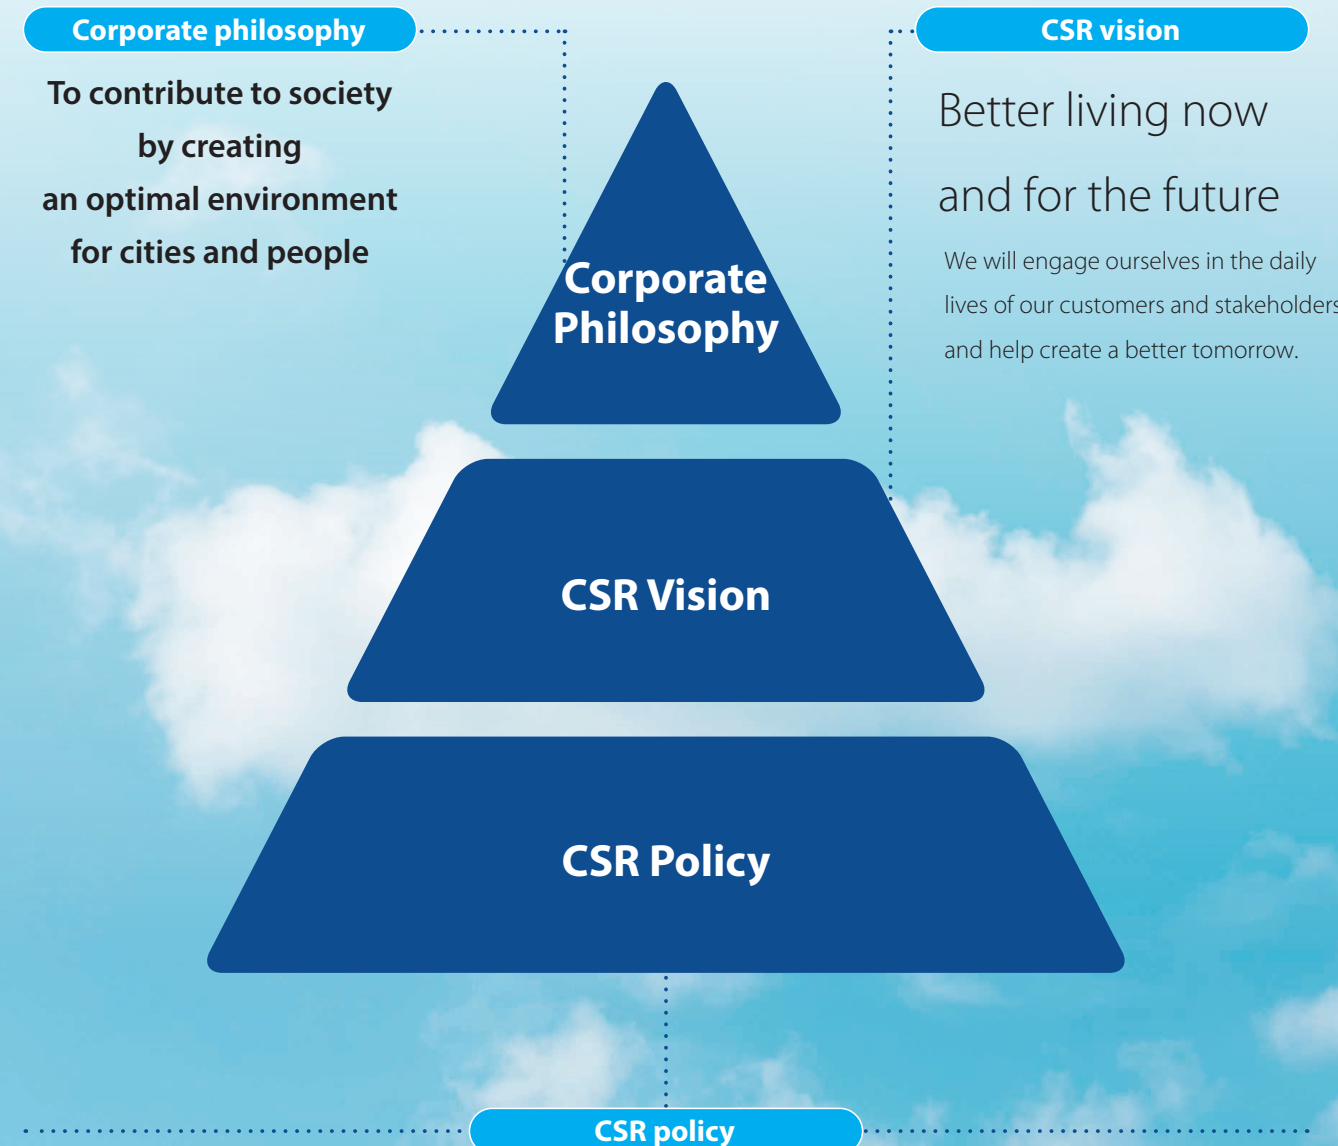 Corporate philosophy
To contribute to society
by creating
an optimal environment
for cities and people
CSR vision
Better living now
and for the future
We will engage ourselves in the daily
lives of our customers and stakeholders
and help create a better tomorrow.
Corporate
Philosophy
CSR Vision
CSR Policy
CSR policy